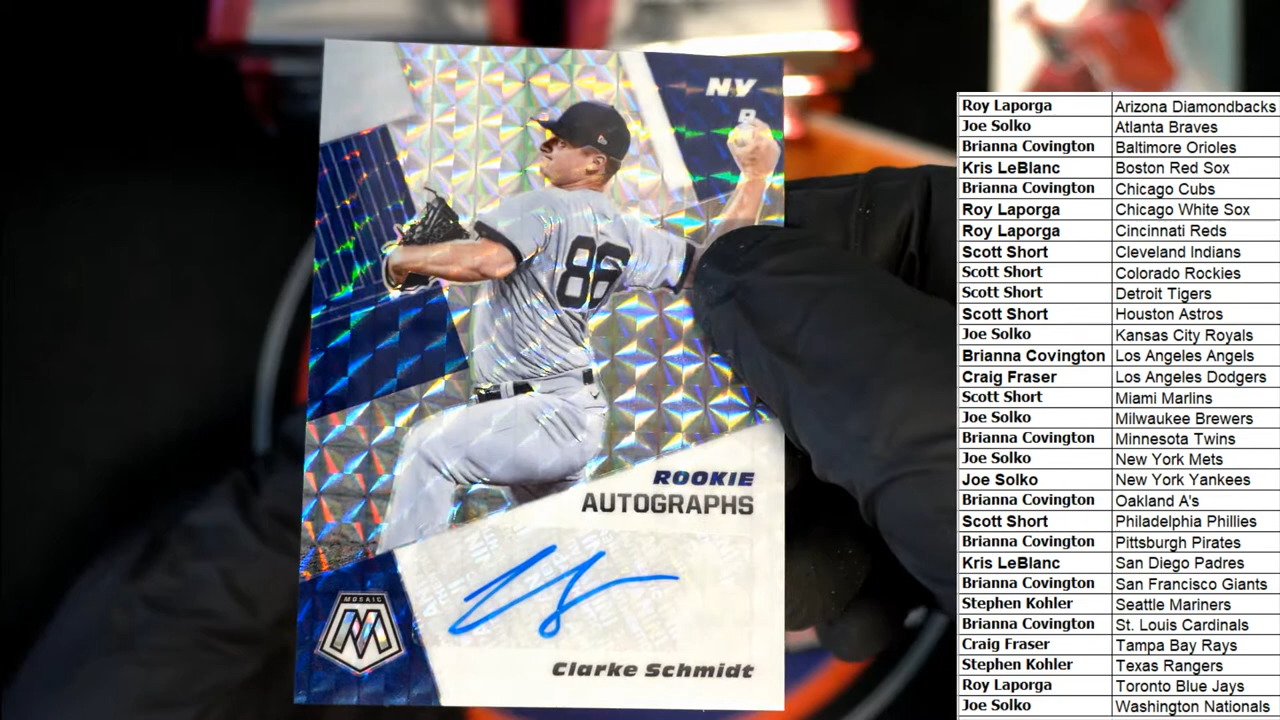 NY
P
86
ROOKIE
AUTOGRAPHS
MOSAIC
M
Clarke Schmidt
Roy Laporga Arizona Diamondbacks
Joe Solko Atlanta Braves
Brianna Covington Baltimore Orioles
Kris LeBlanc Boston Red Sox
Brianna Covington Chicago Cubs
Roy Laporga Chicago White Sox
Roy Laporga Cincinnati Reds
Scott Short Cleveland Indians
Scott Short Colorado Rockies
Scott Short Detroit Tigers
Scott Short Houston Astros
Joe Solko Kansas City Royals
Brianna Covington Los Angeles Angels
Craig Fraser Los Angeles Dodgers
Scott Short Miami Marlins
Joe Solko Milwaukee Brewers
Brianna Covington Minnesota Twins
Joe Solko New York Mets
Joe Solko New York Yankees
Brianna Covington Oakland A's
Scott Short Philadelphia Phillies
Brianna Covington Pittsburgh Pirates
Kris LeBlanc San Diego Padres
Brianna Covington San Francisco Giants
Stephen Kohler Seattle Mariners
Brianna Covington St. Louis Cardinals
Craig Fraser Tampa Bay Rays
Stephen Kohler Texas Rangers
Roy Laporga Toronto Blue Jays
Joe Solko Washington Nationals